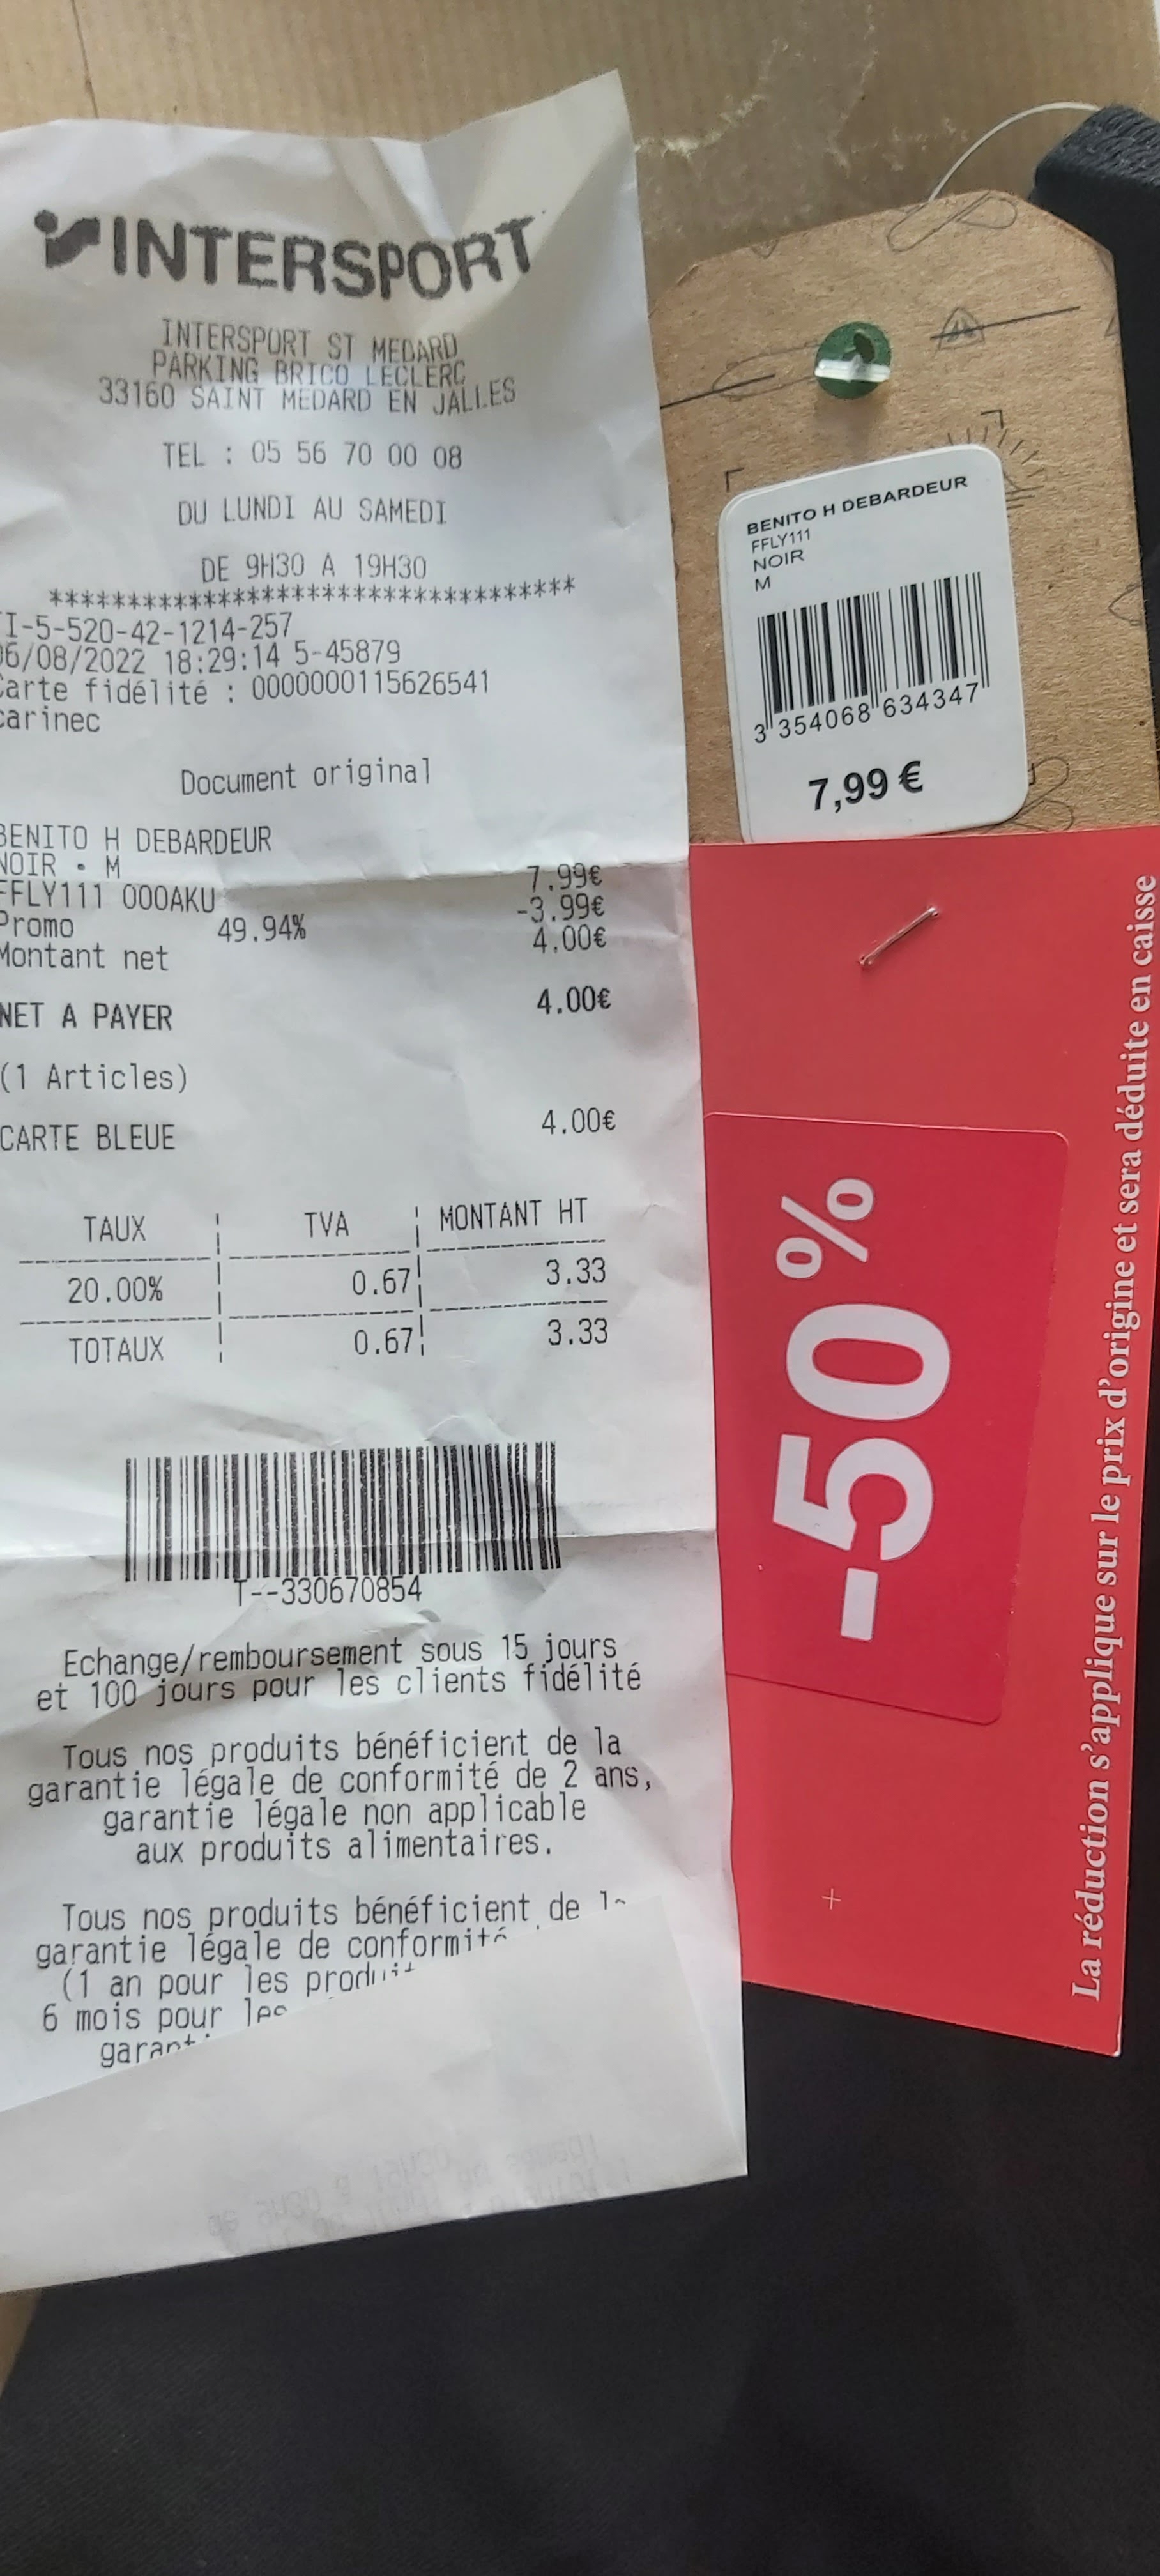 INTERSPORT
INTERSPORT ST MEDARD
PARKING BRICO LECLERC
33160 SAINT MEDARD EN JALLES
TEL : 05 56 70 00 08
DU LUNDI AU SAMEDI
DE 9H30 A 19H30
**********************************
TI-5-520-42-1214-257
06/08/2022 18:29:14 5-45879
Carte fidélité : 0000000115626541
carinec
Document original
BENITO H DEBARDEUR
NOIR - M
FFLY111 000AKU 7.99€
Promo 49.94% -3.99€
Montant net 4.00€
NET A PAYER 4.00€
(1 Articles)
CARTE BLEUE 4.00€
TAUX TVA MONTANT HT
20.00% 0.67 3.33
TOTAUX 0.67 3.33
T--330670854
Echange/remboursement sous 15 jours
et 100 jours pour les clients fidélité
Tous nos produits bénéficient de la
garantie légale de conformité de 2 ans,
garantie légale non applicable
aux produits alimentaires.
Tous nos produits bénéficient de
garantie légale de conformité
(1 an pour les
6 mois pour les
BENITO H DEBARDEUR
FFLY111
NOIR
M
3 354068 634347
7,99 €
-50 %
La réduction s'applique sur le prix d'origine et sera déduite en caisse